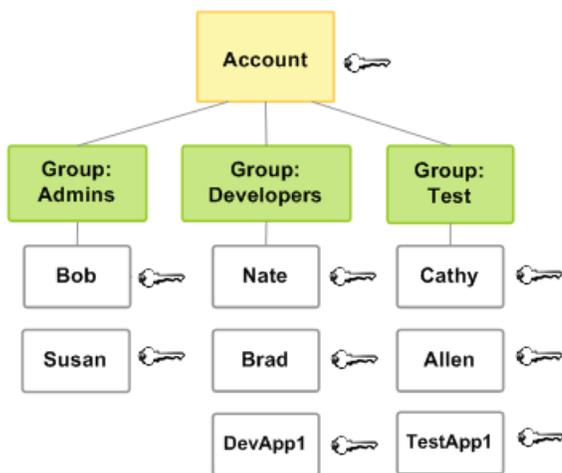 Account
Group:
Admins
Group:
Developers
Group:
Test
Bob
Nate
Cathy
Susan
Brad
Allen
DevApp1
TestApp1